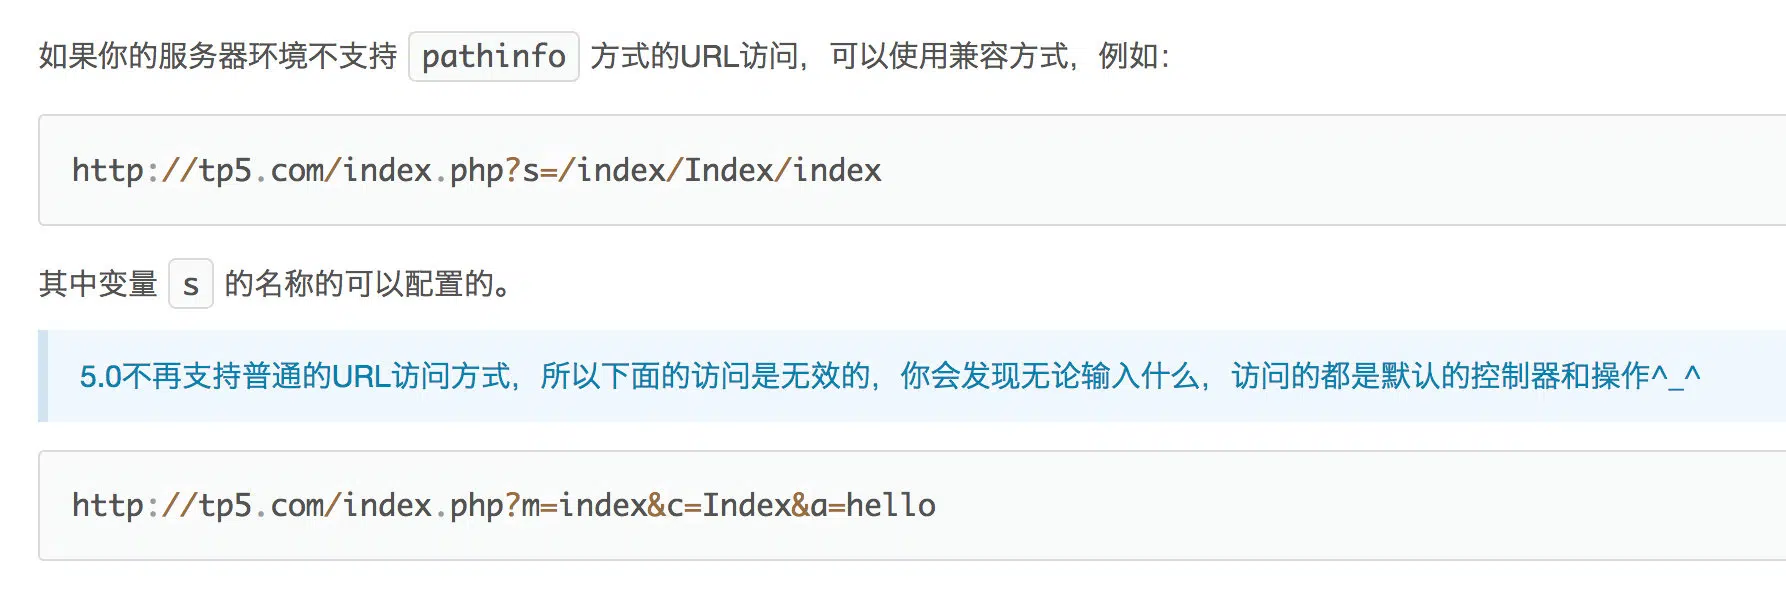 如果你的服务器环境不支持 pathinfo 方式的URL访问，可以使用兼容方式，例如：
http://tp5.com/index.php?s=/index/Index/index
其中变量 s 的名称的可以配置的。
5.0不再支持普通的URL访问方式，所以下面的访问是无效的，你会发现无论输入什么，访问的都是默认的控制器和操作^_^
http://tp5.com/index.php?m=index&c=Index&a=hello